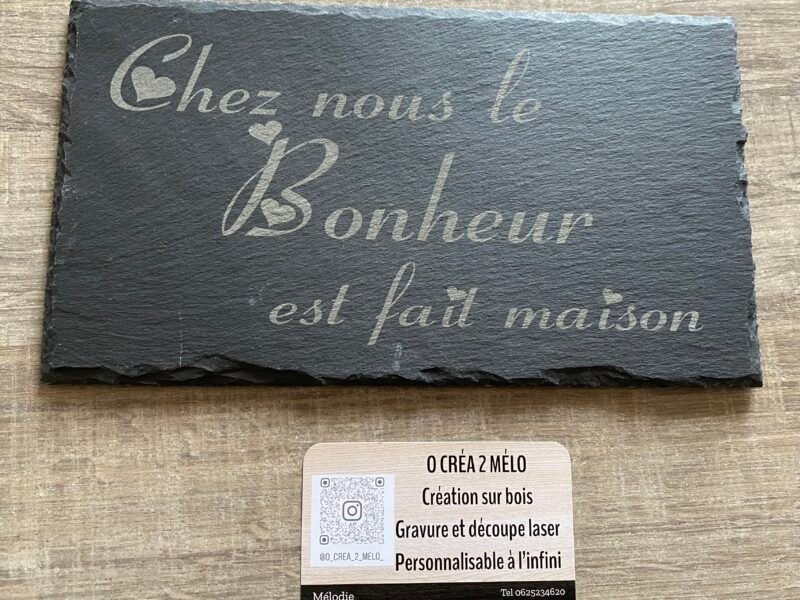 Chez nous le
Bonheur
est fait maison
O CRÉA 2 MÉLO
Création sur bois
Gravure et découpe laser
Personnalisable à l'infini
@O_CREA_2_MELO_
Mélodie
Tel 0625234620